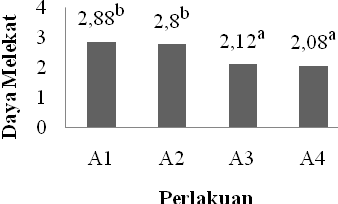 Daya Melekat
4
3
2
1
0
2,88b
2,8b
2,12a
2,08a
A1 A2 A3 A4
Perlakuan